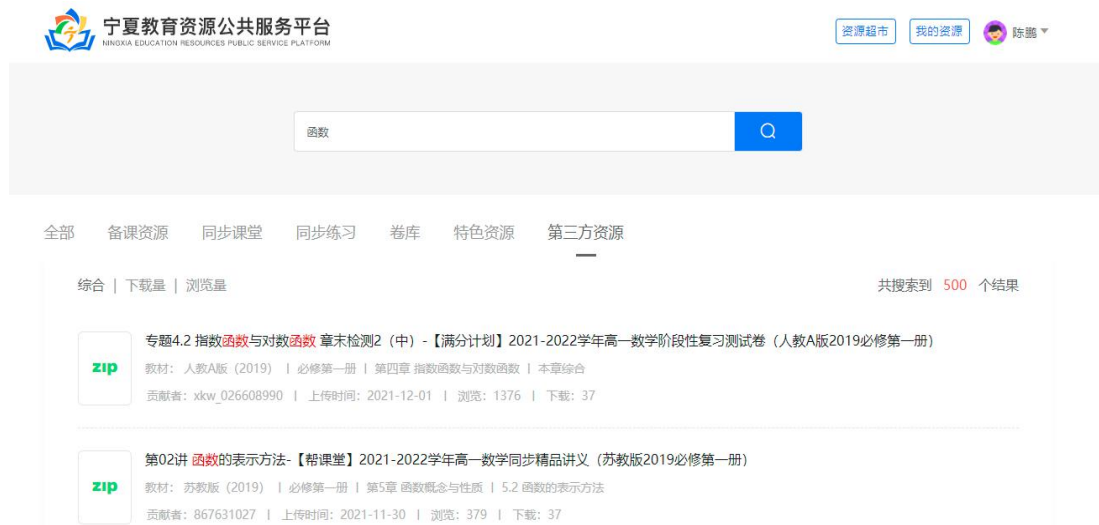 宁夏教育资源公共服务平台
NINGXIA EDUCATION RESOURCES PUBLIC SERVICE PLATFORM
资源超市 我的资源 陈鹏
函数
全部 备课资源 同步课堂 同步练习 卷库 特色资源 第三方资源
综合 | 下载量 | 浏览量 共搜索到 500 个结果
专题4.2 指数函数与对数函数 章末检测2（中）-【满分计划】2021-2022学年高一数学阶段性复习测试卷（人教A版2019必修第一册）
zip 教材： 人教A版（2019） | 必修第一册 | 第四章 指数函数与对数函数 | 本章综合
贡献者：xkw_026608990 | 上传时间：2021-12-01 | 浏览：1376 | 下载：37
第02讲 函数的表示方法-【帮课堂】2021-2022学年高一数学同步精品讲义（苏教版2019必修第一册）
zip 教材： 苏教版（2019） | 必修第一册 | 第5章 函数概念与性质 | 5.2 函数的表示方法
贡献者：867631027 | 上传时间：2021-11-30 | 浏览：379 | 下载：37